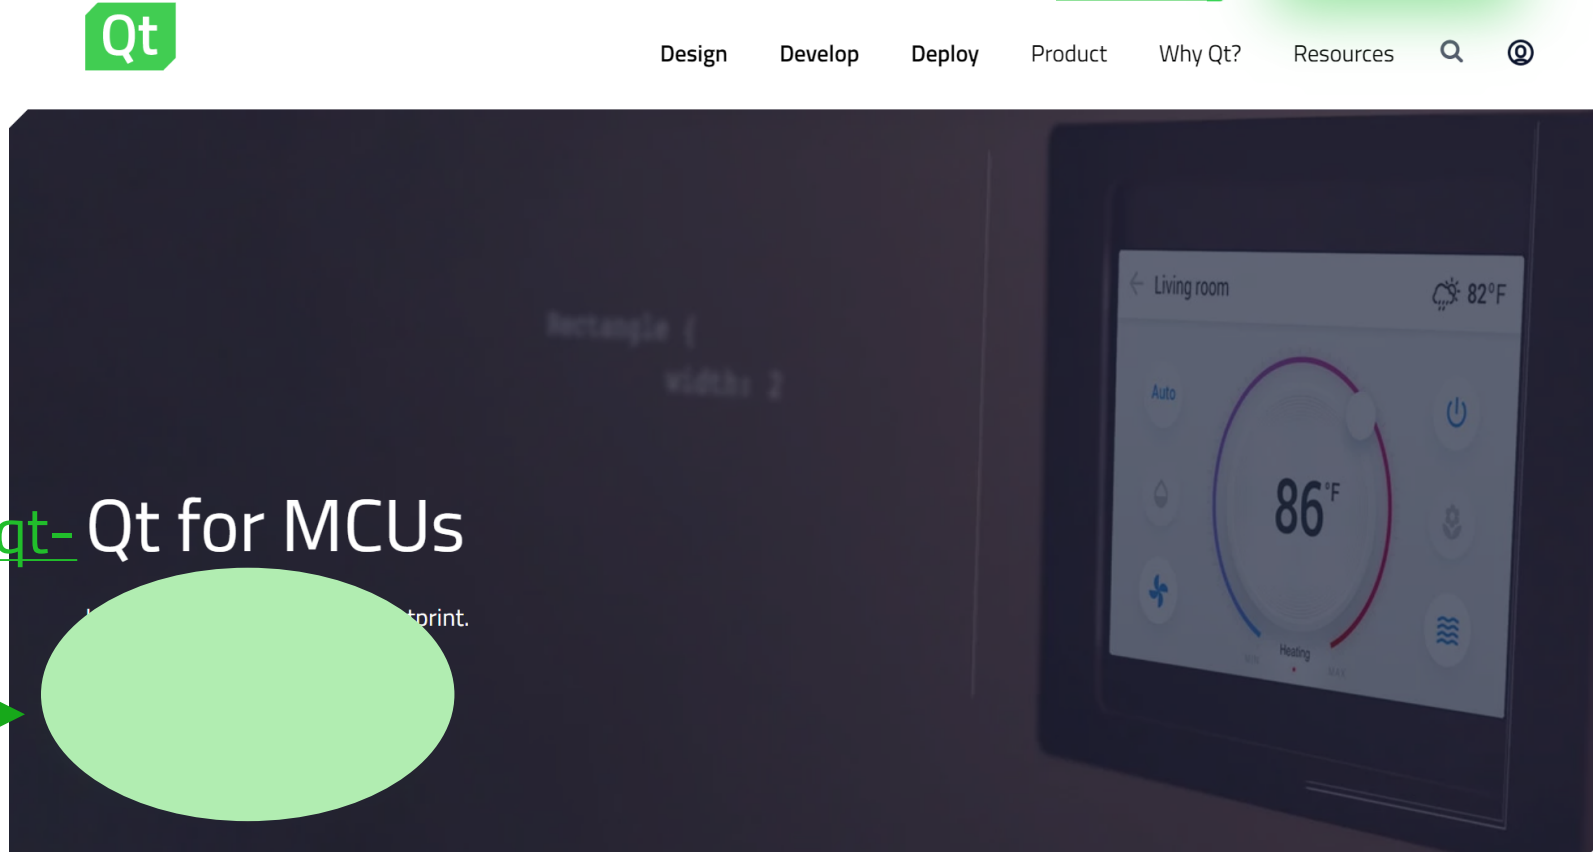 Qt
Design Develop Deploy Product Why Qt? Resources
Living room
82°F
Rectangle {
width: 2
Auto
86°F
qt-
Qt for MCUs
tprint.
Heating
MAX